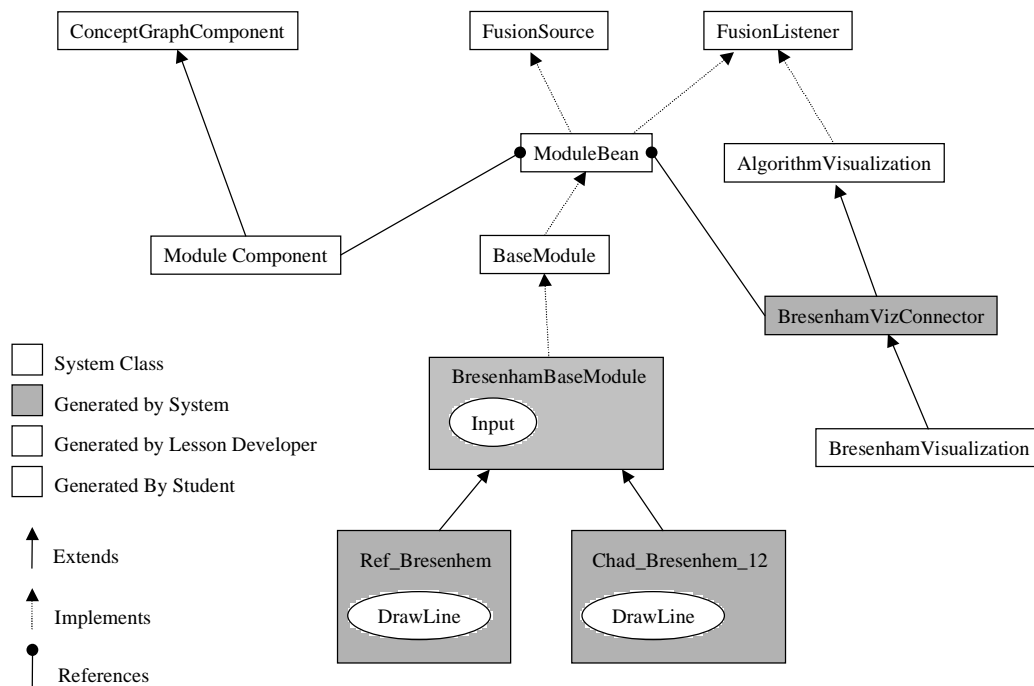 ConceptGraphComponent
FusionSource
FusionListener
ModuleBean
AlgorithmVisualization
Module Component
BaseModule
BresenhamVizConnector
System Class
Generated by System
Generated by Lesson Developer
Generated By Student
BresenhamBaseModule
Input
BresenhamVisualization
Extends
Implements
References
Ref_Bresenhem
DrawLine
Chad_Bresenhem_12
DrawLine